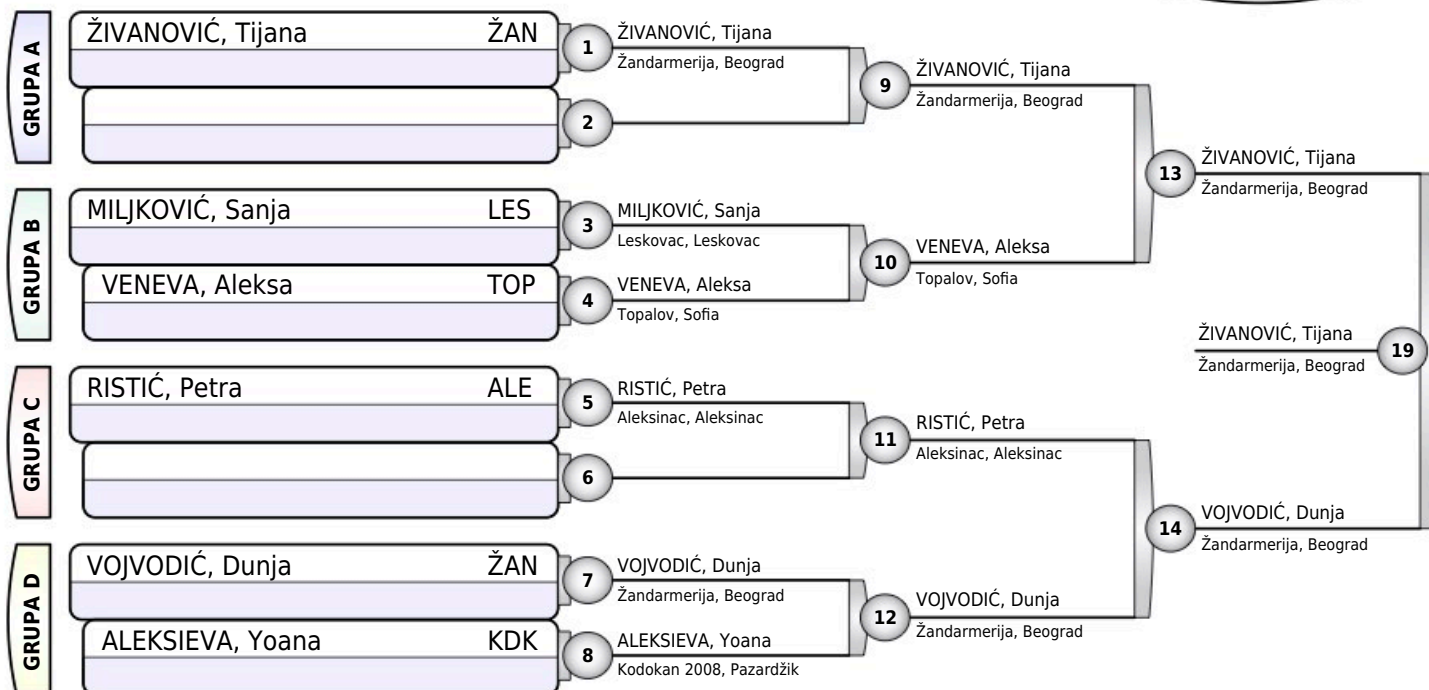 GRUPA A
ŽIVANOVIĆ, Tijana ŽAN
1
ŽIVANOVIĆ, Tijana
Žandarmerija, Beograd
2
9
ŽIVANOVIĆ, Tijana
Žandarmerija, Beograd
GRUPA B
MILJKOVIĆ, Sanja LES
3
MILJKOVIĆ, Sanja
Leskovac, Leskovac
VENEVA, Aleksa TOP
4
VENEVA, Aleksa
Topalov, Sofia
10
VENEVA, Aleksa
Topalov, Sofia
13
ŽIVANOVIĆ, Tijana
Žandarmerija, Beograd
GRUPA C
RISTIĆ, Petra ALE
5
RISTIĆ, Petra
Aleksinac, Aleksinac
6
11
RISTIĆ, Petra
Aleksinac, Aleksinac
GRUPA D
VOJVODIĆ, Dunja ŽAN
7
VOJVODIĆ, Dunja
Žandarmerija, Beograd
ALEKSIEVA, Yoana KDK
8
ALEKSIEVA, Yoana
Kodokan 2008, Pazardžik
12
VOJVODIĆ, Dunja
Žandarmerija, Beograd
14
VOJVODIĆ, Dunja
Žandarmerija, Beograd
ŽIVANOVIĆ, Tijana
Žandarmerija, Beograd
19